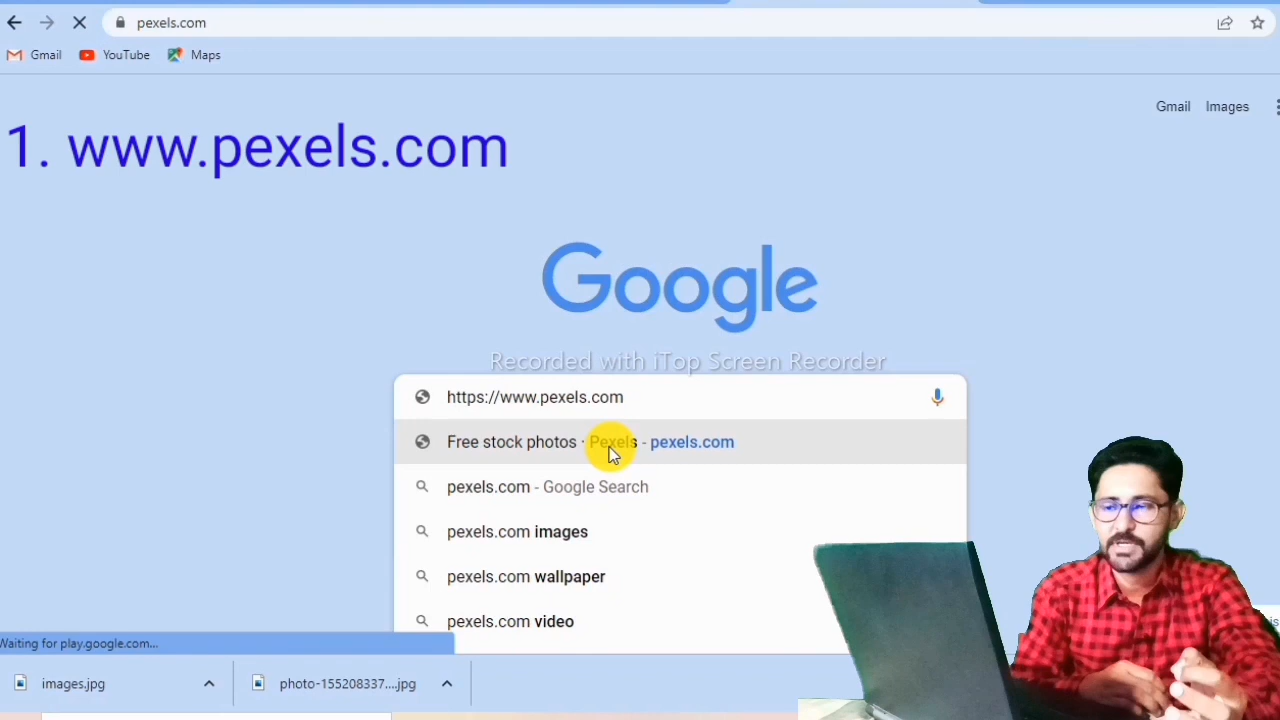 pexels.com
Gmail YouTube Maps
Gmail Images
1. www.pexels.com
Google
Recorded with iTop Screen Recorder
https://www.pexels.com
Free stock photos · Pexels - pexels.com
pexels.com - Google Search
pexels.com images
pexels.com wallpaper
pexels.com video
Waiting for play.google.com...
images.jpg photo-155208337....jpg